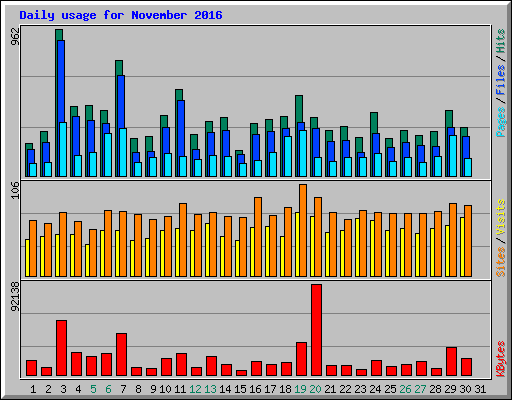 Daily usage for November 2016
962
Pages / Files / Hits
106
Sites / Visits
92138
KBytes
1 2 3 4 5 6 7 8 9 10 11 12 13 14 15 16 17 18 19 20 21 22 23 24 25 26 27 28 29 30 31